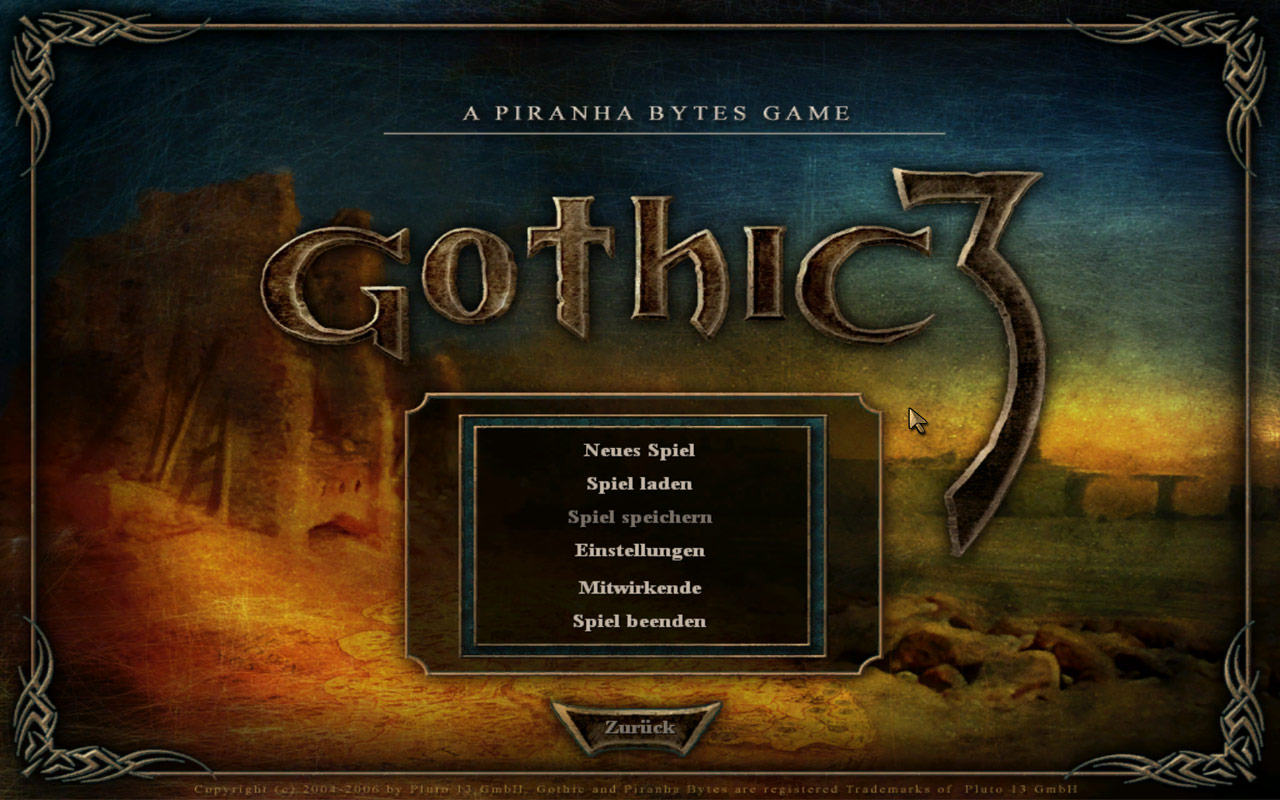 A PIRANHA BYTES GAME
GOTHIC 3
Neues Spiel
Spiel laden
Spiel speichern
Einstellungen
Mitwirkende
Spiel beenden
Zurück
Copyright (c) 2004-2006 by Pluto 13 GmbH, Gothic and Piranha Bytes are registered Trademarks of Pluto 13 GmbH